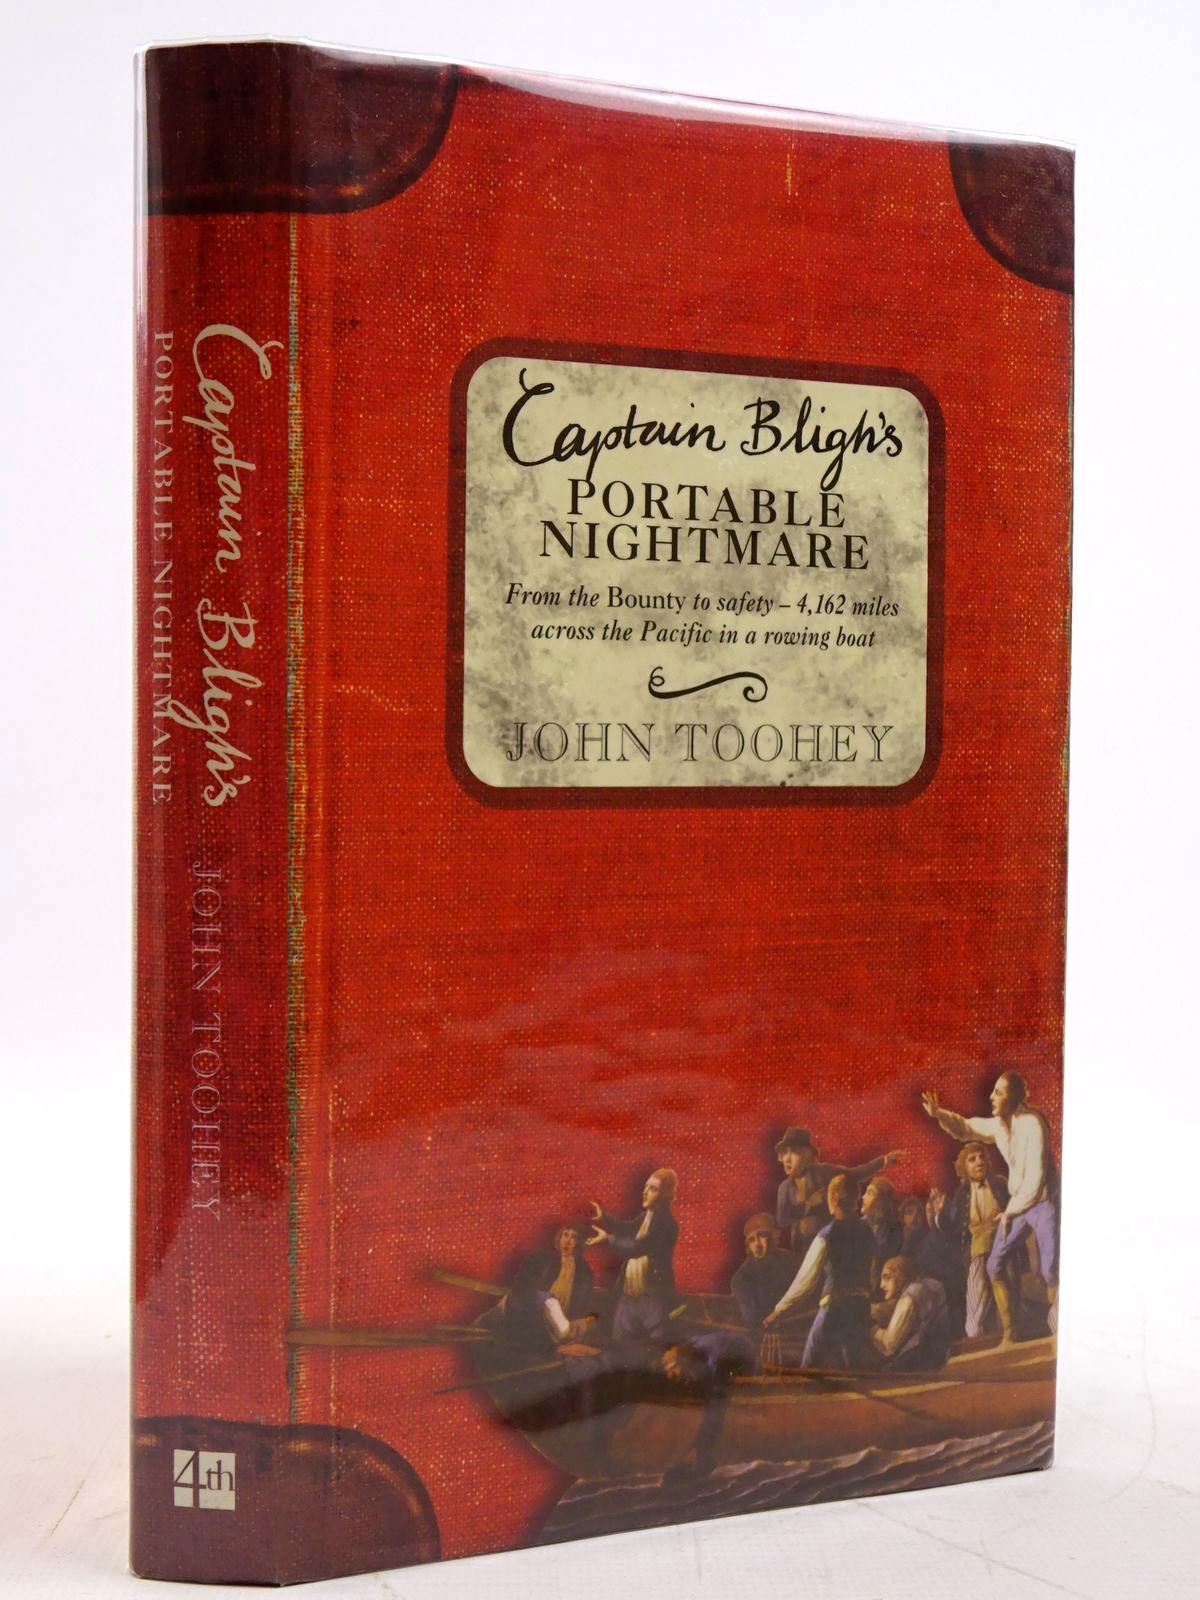 Captain Bligh's
PORTABLE
NIGHTMARE
From the Bounty to safety – 4,162 miles
across the Pacific in a rowing boat
JOHN TOOHEY
Captain Bligh's
PORTABLE NIGHTMARE
JOHN TOOHEY
4th